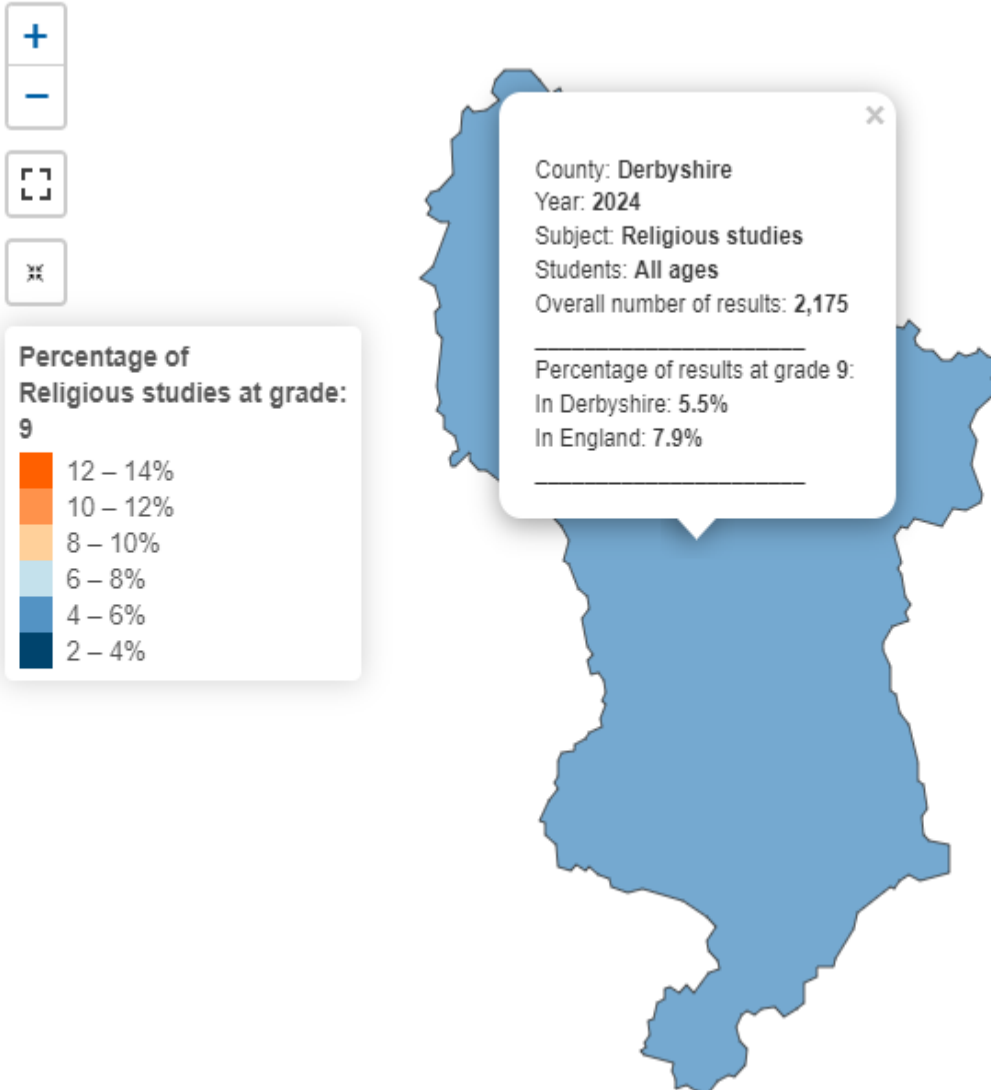 +
−
Percentage of
Religious studies at grade:
9
12 – 14%
10 – 12%
8 – 10%
6 – 8%
4 – 6%
2 – 4%
×
County: Derbyshire
Year: 2024
Subject: Religious studies
Students: All ages
Overall number of results: 2,175
Percentage of results at grade 9:
In Derbyshire: 5.5%
In England: 7.9%